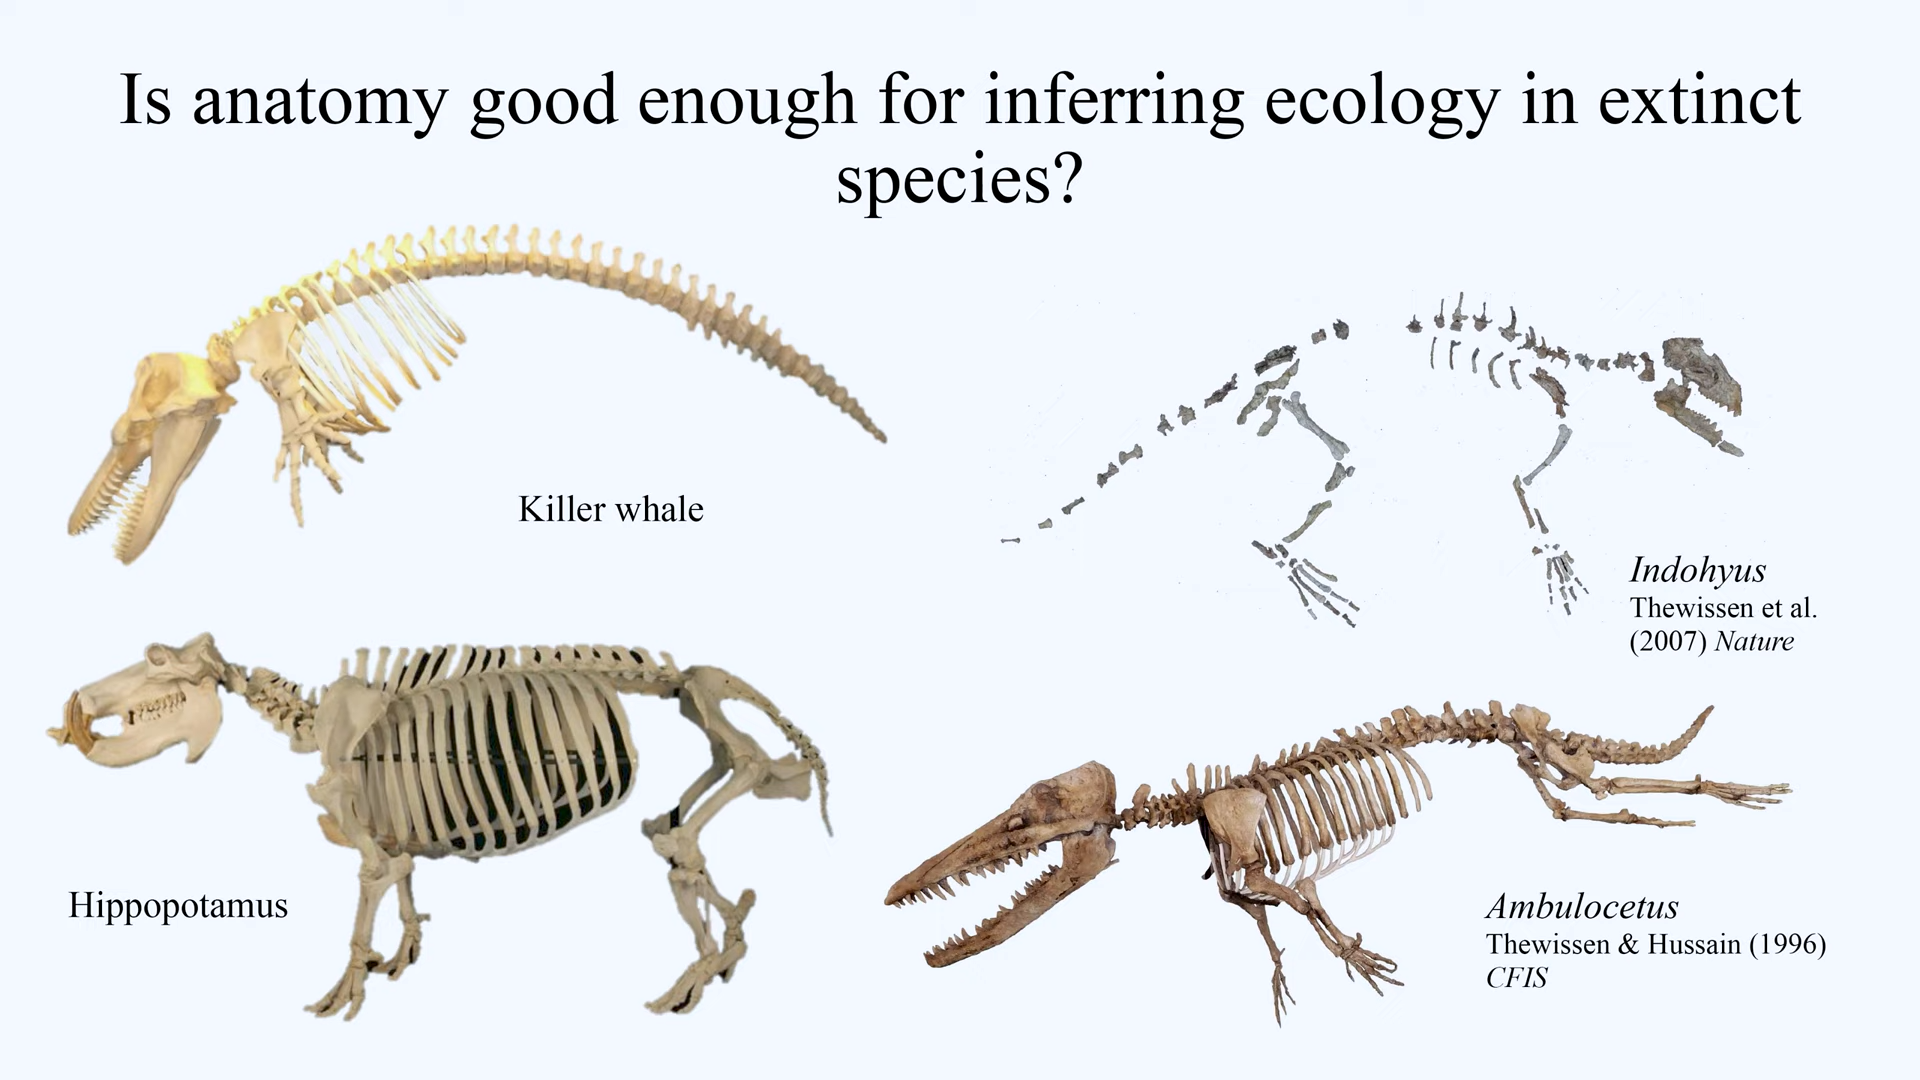 Is anatomy good enough for inferring ecology in extinct
species?
Killer whale
Indohyus
Thewissen et al.
(2007) Nature
Hippopotamus
Ambulocetus
Thewissen & Hussain (1996)
CFIS